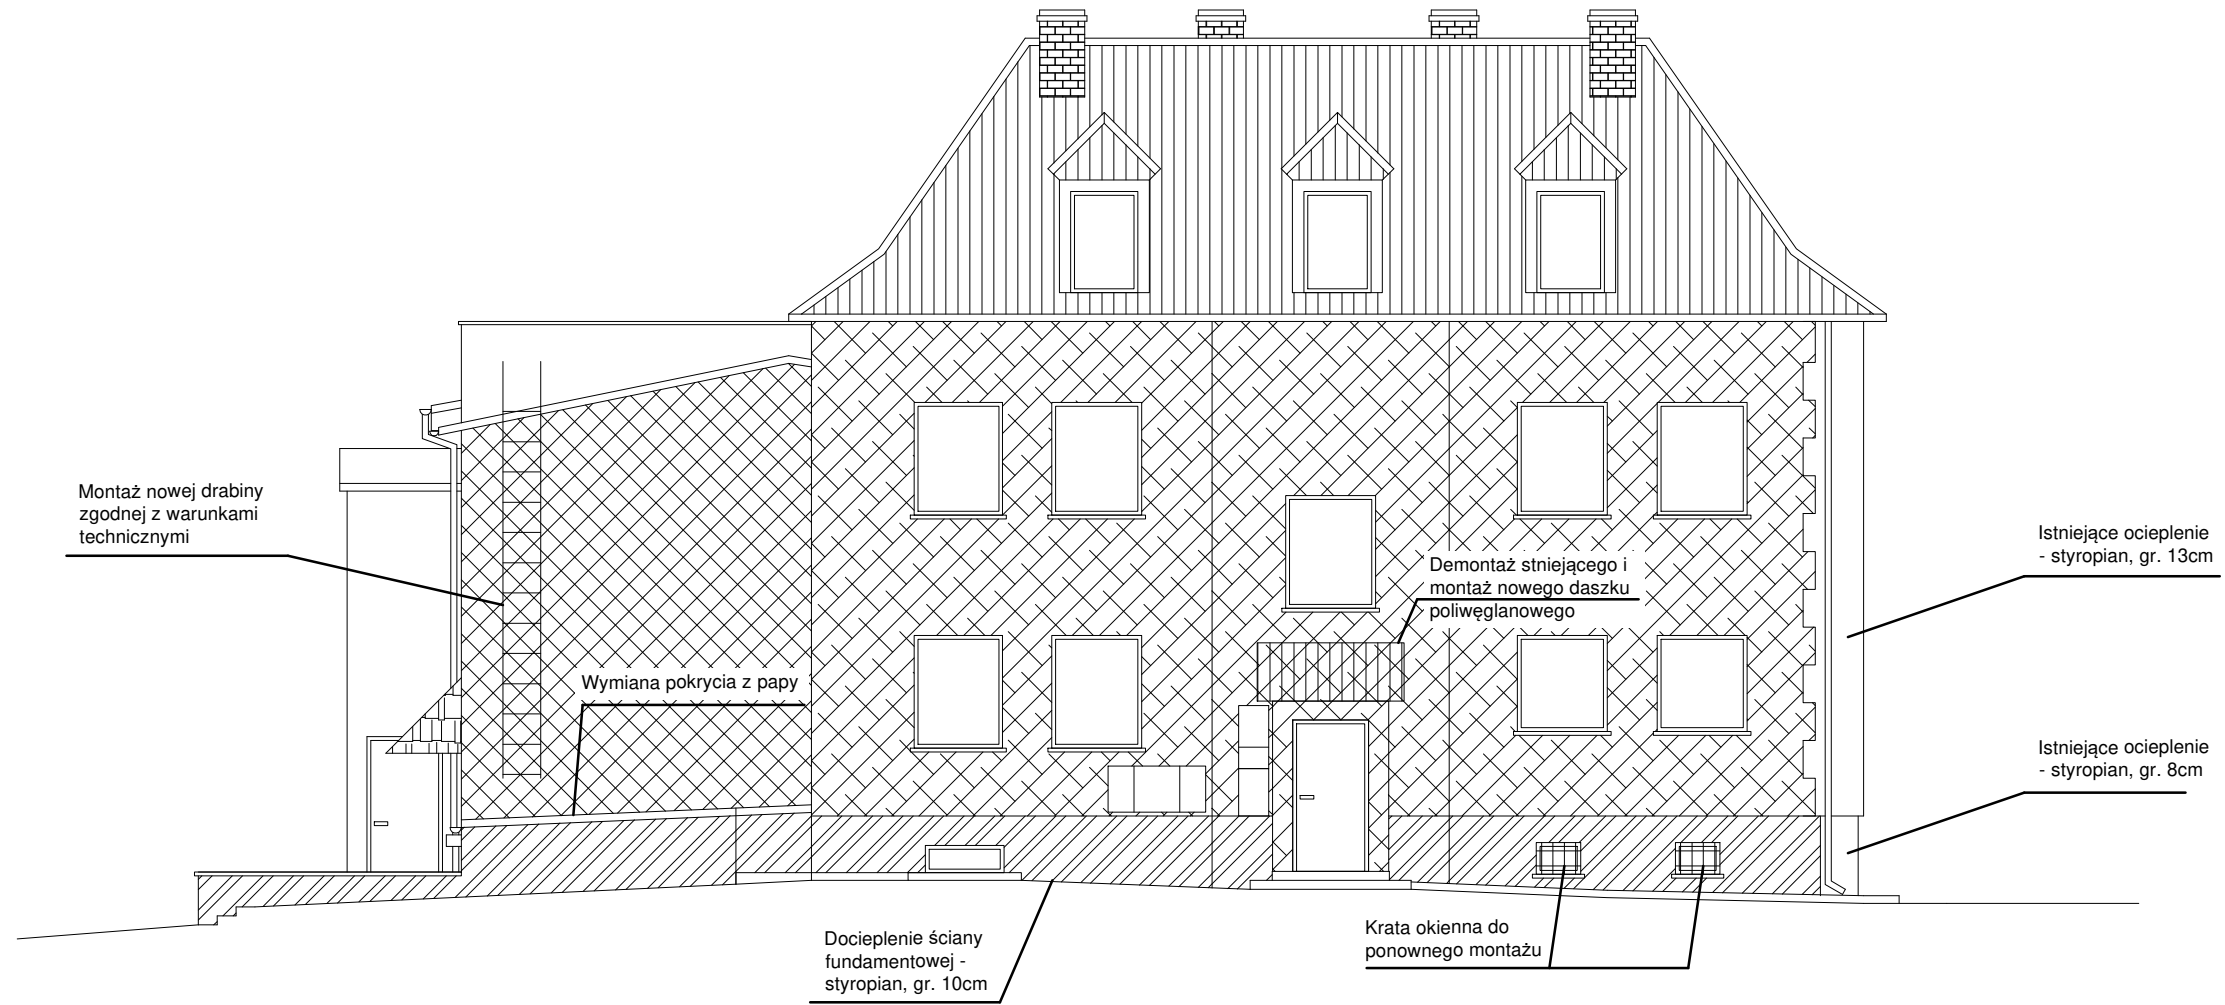 Montaż nowej drabiny
zgodnej z warunkami
technicznymi
Istniejące ocieplenie
- styropian, gr. 13cm
Demontaż stniejącego i
montaż nowego daszku
poliwęglanowego
Wymiana pokrycia z papy
Istniejące ocieplenie
- styropian, gr. 8cm
Docieplenie ściany
fundamentowej -
styropian, gr. 10cm
Krata okienna do
ponownego montażu